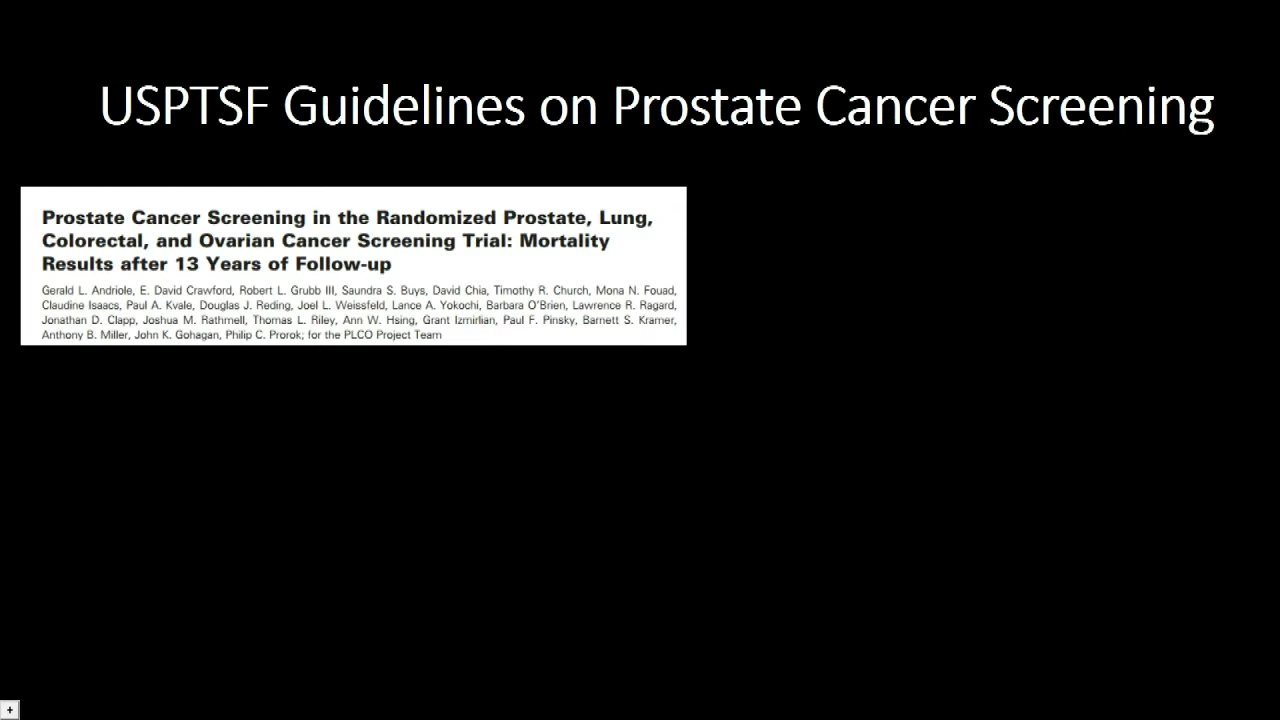 USPTSF Guidelines on Prostate Cancer Screening
Prostate Cancer Screening in the Randomized Prostate, Lung,
Colorectal, and Ovarian Cancer Screening Trial: Mortality
Results after 13 Years of Follow-up
Gerald L. Andriole, E. David Crawford, Robert L. Grubb III, Saundra S. Buys, David Chia, Timothy R. Church, Mona N. Fouad,
Claudine Isaacs, Paul A. Kvale, Douglas J. Reding, Joel L. Weissfeld, Lance A. Yokochi, Barbara O’Brien, Lawrence R. Ragard,
Jonathan D. Clapp, Joshua M. Rathmell, Thomas L. Riley, Ann W. Hsing, Grant Izmirlian, Paul F. Pinsky, Barnett S. Kramer,
Anthony B. Miller, John K. Gohagan, Philip C. Prorok; for the PLCO Project Team
+